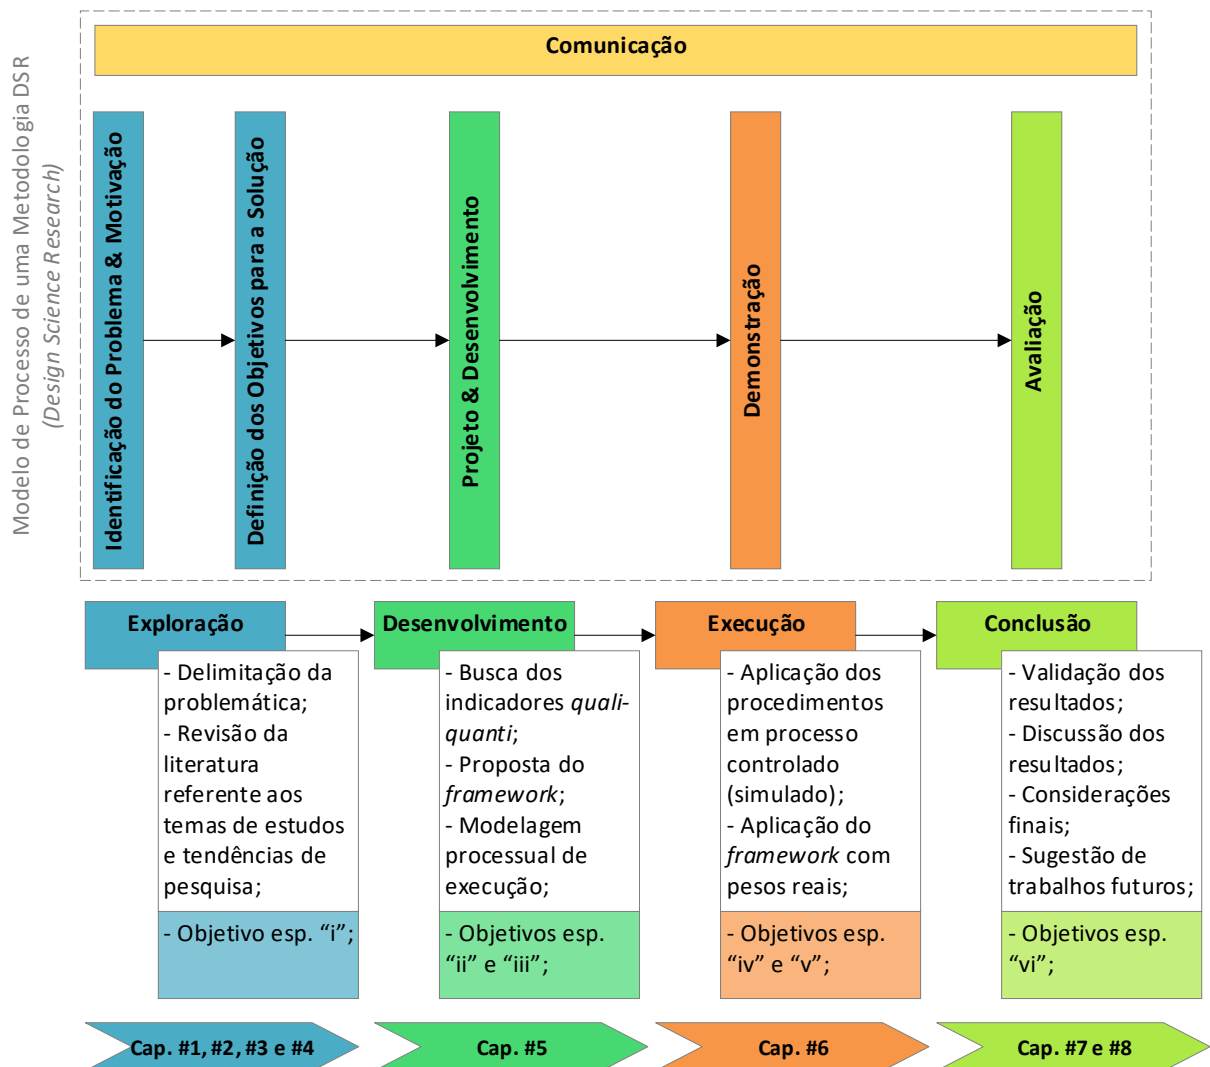 Modelo de Processo de uma Metodologia DSR
(Design Science Research)
Comunicação
Identificação do Problema & Motivação
Definição dos Objetivos para a Solução
Projeto & Desenvolvimento
Demonstração
Avaliação
Exploração
- Delimitação da
problemática;
- Revisão da
literatura
referente aos
temas de estudos
e tendências de
pesquisa;
- Objetivo esp. “i”;
Desenvolvimento
- Busca dos
indicadores quali-
quanti;
- Proposta do
framework;
- Modelagem
processual de
execução;
- Objetivos esp.
“ii” e “iii”;
Execução
- Aplicação dos
procedimentos
em processo
controlado
(simulado);
- Aplicação do
framework com
pesos reais;
- Objetivos esp.
“iv” e “v”;
Conclusão
- Validação dos
resultados;
- Discussão dos
resultados;
- Considerações
finais;
- Sugestão de
trabalhos futuros;
- Objetivos esp.
“vi”;
Cap. #1, #2, #3 e #4
Cap. #5
Cap. #6
Cap. #7 e #8